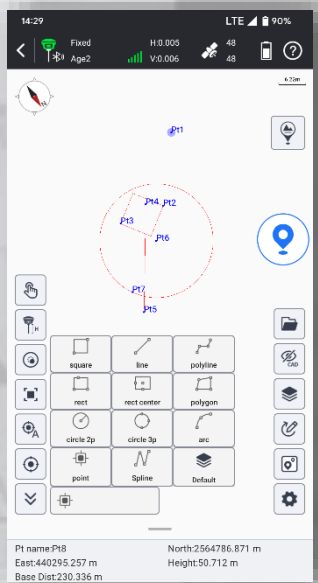 14:29 LTE 90%
Fixed H:0.005 48
Age2 V:0.006 48
6.22m
Pt1
Pt4 Pt2
Pt3
Pt6
Pt7
Pt5
H
A
CAD
square line polyline
rect rect center polygon
circle 2p circle 3p arc
point Spline Default
Pt name:Pt8 North:2564786.871 m
East:440295.257 m Height:50.712 m
Base Dist:230.336 m